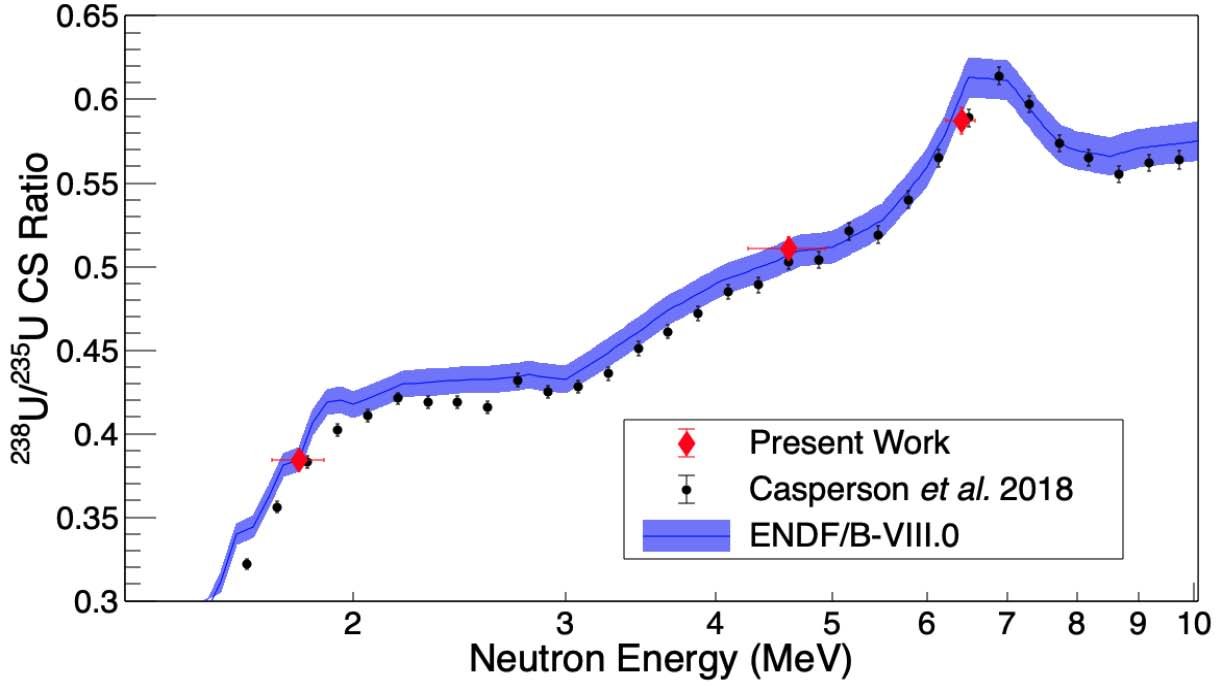 0.65
0.6
0.55
0.5
0.45
0.4
0.35
0.3
²³⁸U/²³⁵U CS Ratio
Present Work
Casperson et al. 2018
ENDF/B-VIII.0
2 3 4 5 6 7 8 9 10
Neutron Energy (MeV)